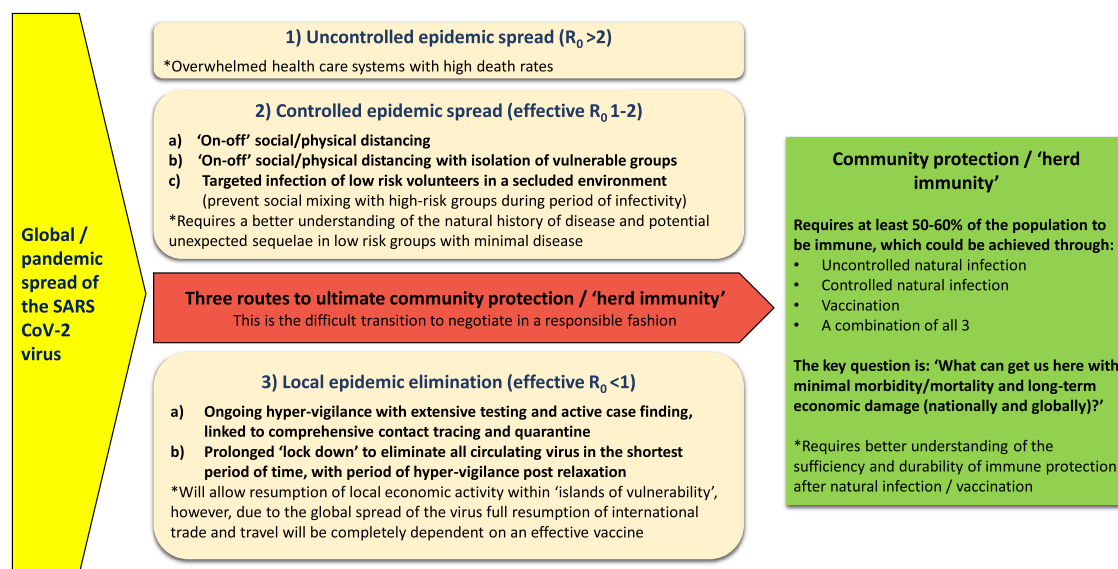 Global /
pandemic
spread of
the SARS
CoV-2
virus
1) Uncontrolled epidemic spread (R0 >2)
*Overwhelmed health care systems with high death rates
2) Controlled epidemic spread (effective R0 1-2)
a) ‘On-off’ social/physical distancing
b) ‘On-off’ social/physical distancing with isolation of vulnerable groups
c) Targeted infection of low risk volunteers in a secluded environment
(prevent social mixing with high-risk groups during period of infectivity)
*Requires a better understanding of the natural history of disease and potential
unexpected sequelae in low risk groups with minimal disease
Three routes to ultimate community protection / ‘herd immunity’
This is the difficult transition to negotiate in a responsible fashion
3) Local epidemic elimination (effective R0 <1)
a) Ongoing hyper-vigilance with extensive testing and active case finding,
linked to comprehensive contact tracing and quarantine
b) Prolonged ‘lock down’ to eliminate all circulating virus in the shortest
period of time, with period of hyper-vigilance post relaxation
*Will allow resumption of local economic activity within ‘islands of vulnerability’,
however, due to the global spread of the virus full resumption of international
trade and travel will be completely dependent on an effective vaccine
Community protection / ‘herd
immunity’
Requires at least 50-60% of the population to
be immune, which could be achieved through:
• Uncontrolled natural infection
• Controlled natural infection
• Vaccination
• A combination of all 3
The key question is: ‘What can get us here with
minimal morbidity/mortality and long-term
economic damage (nationally and globally)?’
*Requires better understanding of the
sufficiency and durability of immune protection
after natural infection / vaccination